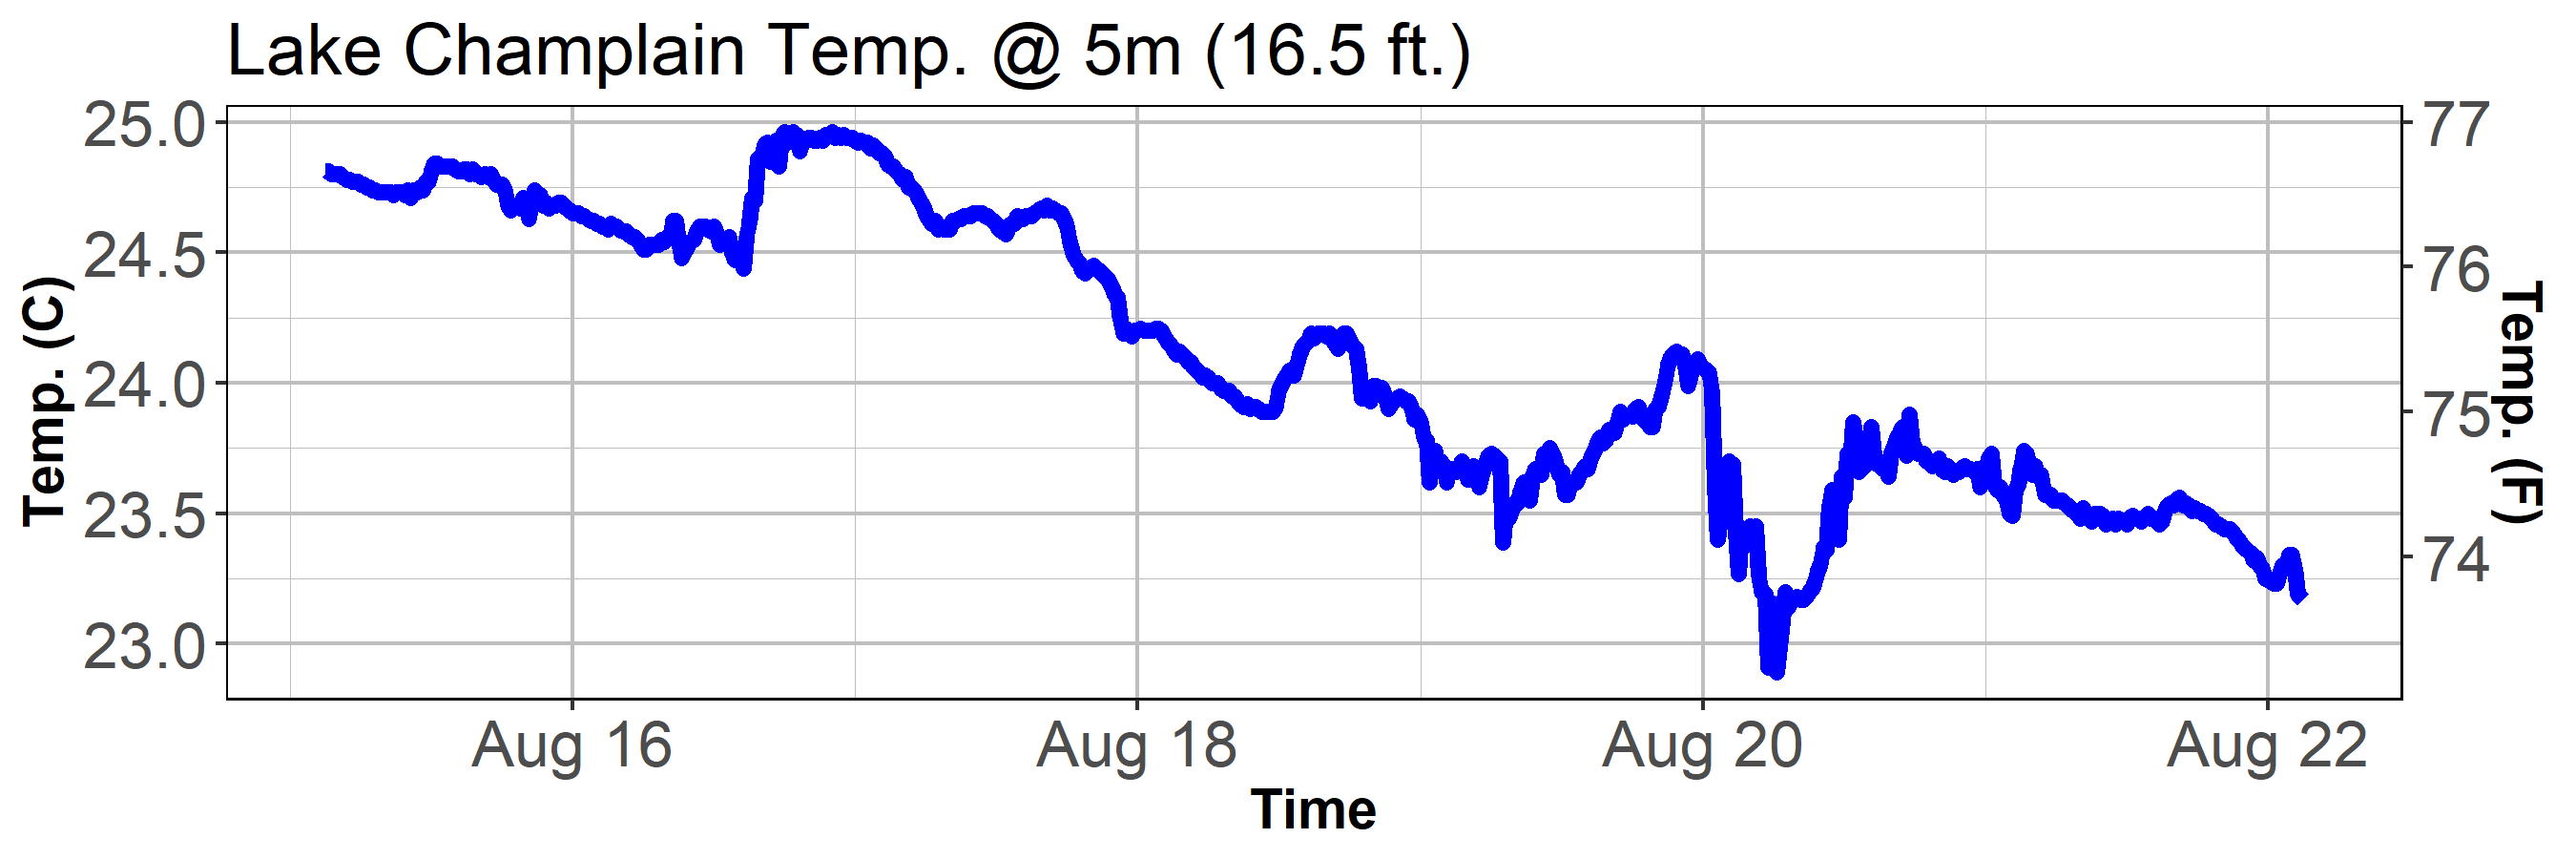 Lake Champlain Temp. @ 5m (16.5 ft.)
25.0
24.5
24.0
23.5
23.0
Temp. (C)
77
76
75
74
Temp. (F)
Aug 16 Aug 18 Aug 20 Aug 22
Time